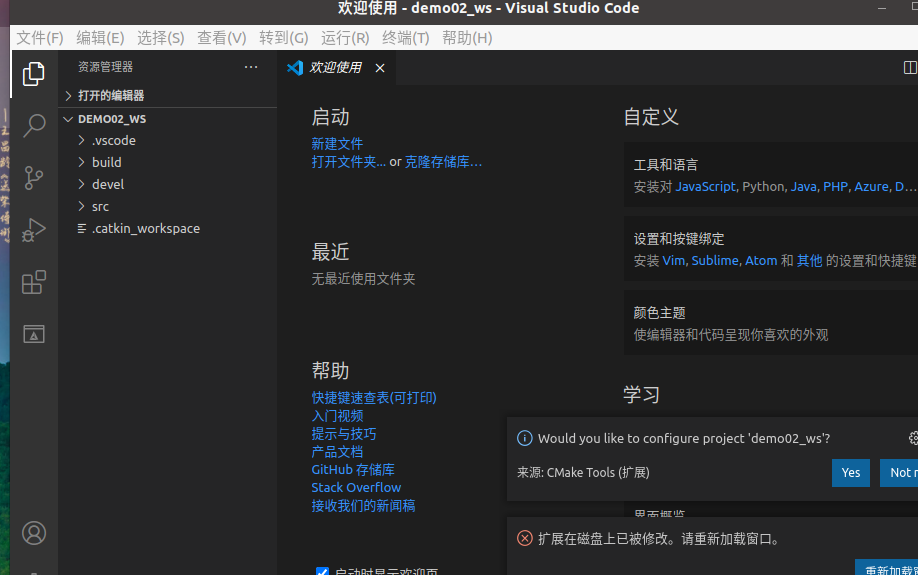 欢迎使用 - demo02_ws - Visual Studio Code
文件(F) 编辑(E) 选择(S) 查看(V) 转到(G) 运行(R) 终端(T) 帮助(H)
资源管理器
打开的编辑器
DEMO02_WS
.vscode
build
devel
src
.catkin_workspace
欢迎使用
启动
新建文件
打开文件夹... or 克隆存储库...
最近
无最近使用文件夹
帮助
快捷键速查表(可打印)
入门视频
提示与技巧
产品文档
GitHub 存储库
Stack Overflow
接收我们的新闻稿
启动时显示欢迎页
自定义
工具和语言
安装对 JavaScript, Python, Java, PHP, Azure, D...
设置和按键绑定
安装 Vim, Sublime, Atom 和 其他 的设置和快捷键
颜色主题
使编辑器和代码呈现你喜欢的外观
学习
Would you like to configure project 'demo02_ws'?
来源: CMake Tools (扩展)
Yes
Not
界面概览
扩展在磁盘上已被修改。请重新加载窗口。
重新加载